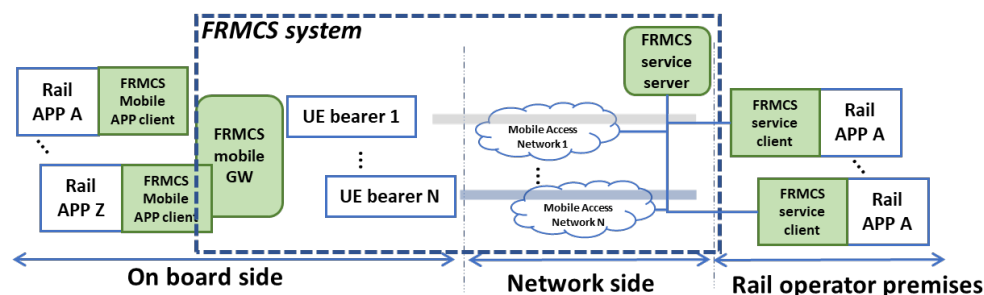 FRMCS system
FRMCS
service
server
Rail
APP A
FRMCS
Mobile
APP client
UE bearer 1
Mobile Access
Network 1
FRMCS
service
client
Rail
APP A
FRMCS
mobile
GW
Rail
APP Z
FRMCS
Mobile
APP client
UE bearer N
Mobile Access
Network N
FRMCS
service
client
Rail
APP A
On board side
Network side
Rail operator premises